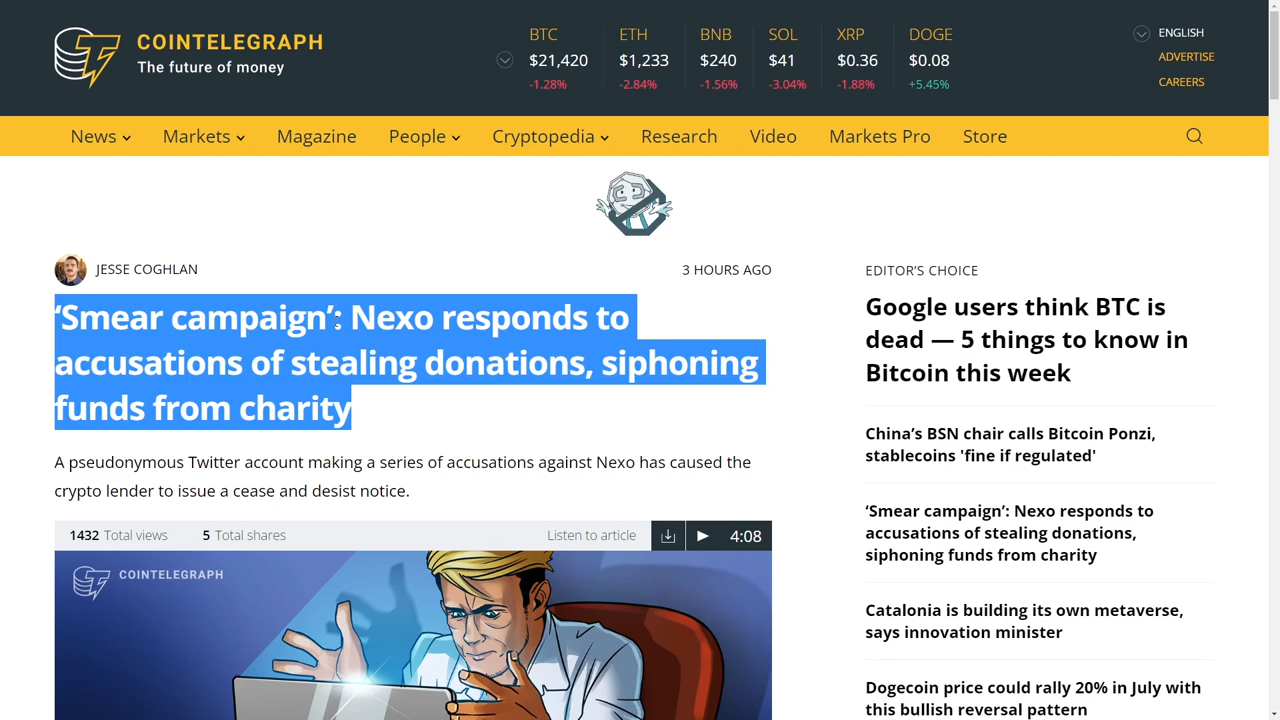 COINTELEGRAPH
The future of money
BTC
$21,420
-1.28%
ETH
$1,233
-2.84%
BNB
$240
-1.56%
SOL
$41
-3.04%
XRP
$0.36
-1.88%
DOGE
$0.08
+5.45%
ENGLISH
ADVERTISE
CAREERS
News Markets Magazine People Cryptopedia Research Video Markets Pro Store
JESSE COGHLAN
3 HOURS AGO
‘Smear campaign’: Nexo responds to
accusations of stealing donations, siphoning
funds from charity
A pseudonymous Twitter account making a series of accusations against Nexo has caused the
crypto lender to issue a cease and desist notice.
1432 Total views 5 Total shares Listen to article 4:08
COINTELEGRAPH
EDITOR’S CHOICE
Google users think BTC is
dead — 5 things to know in
Bitcoin this week
China’s BSN chair calls Bitcoin Ponzi,
stablecoins 'fine if regulated'
‘Smear campaign’: Nexo responds to
accusations of stealing donations,
siphoning funds from charity
Catalonia is building its own metaverse,
says innovation minister
Dogecoin price could rally 20% in July with
this bullish reversal pattern